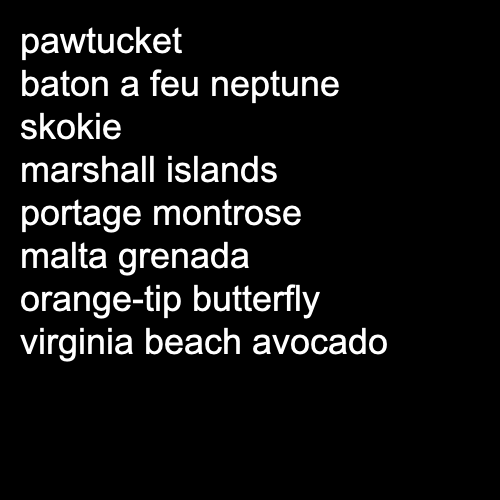 pawtucket
baton a feu neptune
skokie
marshall islands
portage montrose
malta grenada
orange-tip butterfly
virginia beach avocado